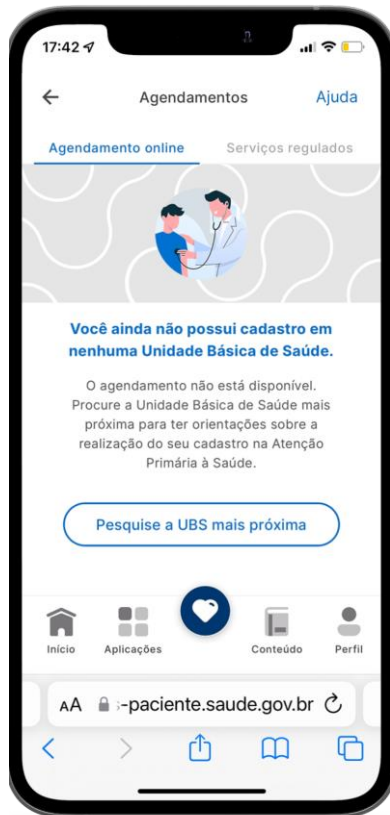 17:42
Agendamentos
Ajuda
Agendamento online
Serviços regulados
Você ainda não possui cadastro em
nenhuma Unidade Básica de Saúde.
O agendamento não está disponível.
Procure a Unidade Básica de Saúde mais
próxima para ter orientações sobre a
realização do seu cadastro na Atenção
Primária à Saúde.
Pesquise a UBS mais próxima
Início
Aplicações
Conteúdo
Perfil
AA
-paciente.saude.gov.br